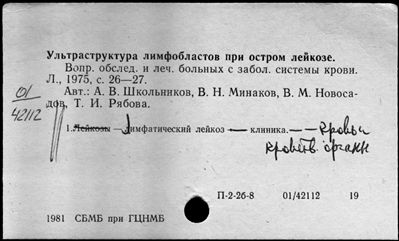 Ультраструктура лимфобластов при остром лейкозе.
Вопр. обслед. и леч. больных с забол. системы крови.
Л., 1975, с. 26—27.
Авт.: А. В. Школьников, В. Н. Минаков, В. М. Новоса-
дов, Т. И. Рябова.
01/
42112
1. Лейкозы — Лимфатический лейкоз — клиника. — — Кровь и
кроветв. органы
П-2-26-8 01/42112 19
1981 СБМБ при ГЦНМБ